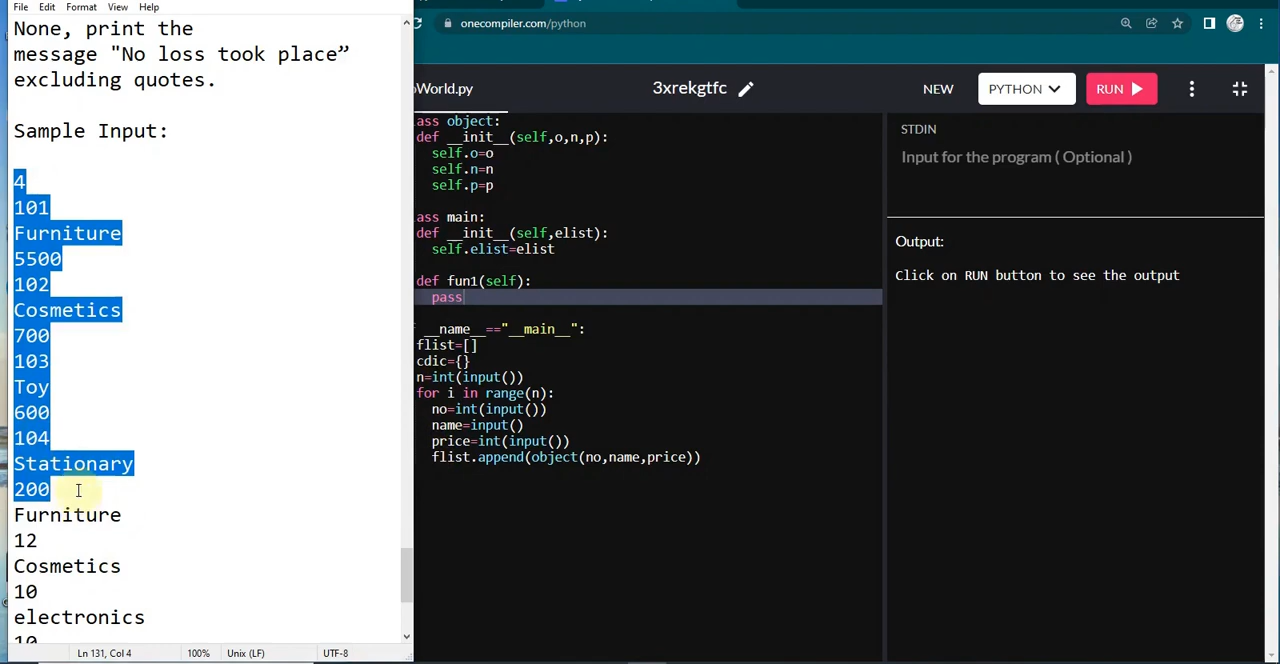 File Edit Format View Help
None, print the
message "No loss took place”
excluding quotes.
Sample Input:
4
101
Furniture
5500
102
Cosmetics
700
103
Toy
600
104
Stationary
200
Furniture
12
Cosmetics
10
electronics
10
Ln 131, Col 4 100% Unix (LF) UTF-8
onecompiler.com/python
oWorld.py
3xrekgtfc
NEW
PYTHON
RUN
ass object:
def __init__(self,o,n,p):
self.o=o
self.n=n
self.p=p
ass main:
def __init__(self,elist):
self.elist=elist
def fun1(self):
pass
__name__=="__main__":
flist=[]
cdic={}
n=int(input())
for i in range(n):
no=int(input())
name=input()
price=int(input())
flist.append(object(no,name,price))
STDIN
Input for the program ( Optional )
Output:
Click on RUN button to see the output